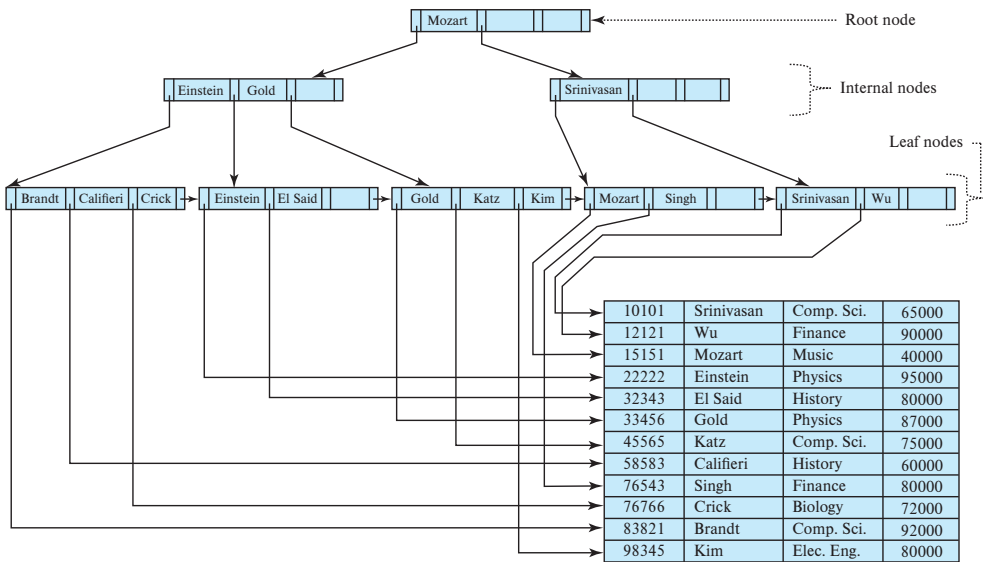 Mozart
Root node
Einstein Gold
Srinivasan
Internal nodes
Leaf nodes
Brandt Califieri Crick
Einstein El Said
Gold Katz Kim
Mozart Singh
Srinivasan Wu
10101 Srinivasan Comp. Sci. 65000
12121 Wu Finance 90000
15151 Mozart Music 40000
22222 Einstein Physics 95000
32343 El Said History 80000
33456 Gold Physics 87000
45565 Katz Comp. Sci. 75000
58583 Califieri History 60000
76543 Singh Finance 80000
76766 Crick Biology 72000
83821 Brandt Comp. Sci. 92000
98345 Kim Elec. Eng. 80000